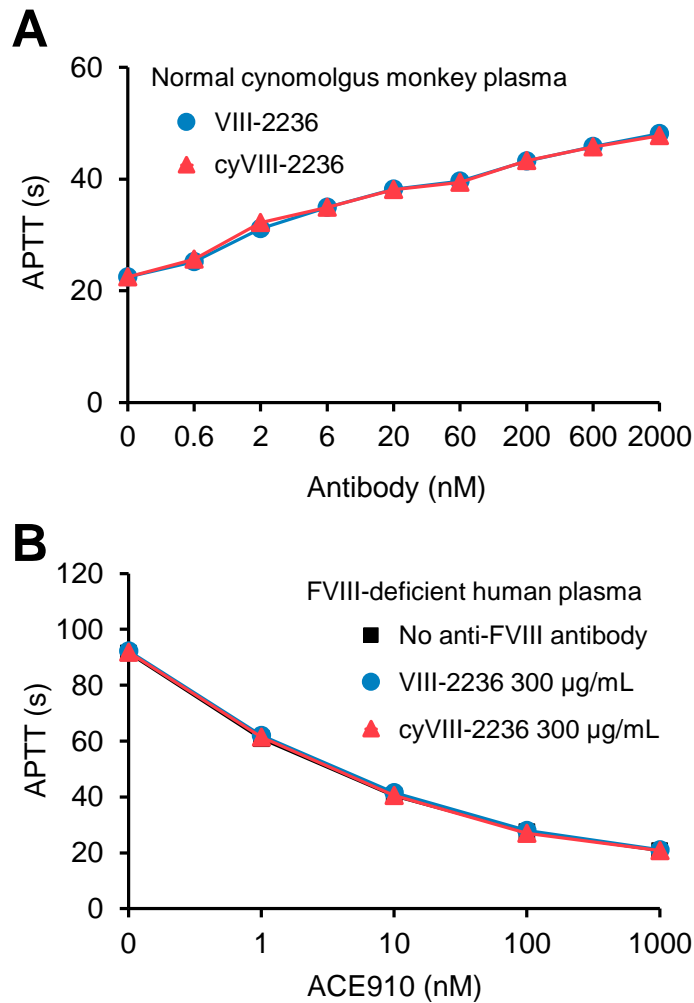 A
60
Normal cynomolgus monkey plasma
VIII-2236
cyVIII-2236
40
APTT (s)
20
0
0 0.6 2 6 20 60 200 600 2000
Antibody (nM)
B
120
FVIII-deficient human plasma
100
No anti-FVIII antibody
80
VIII-2236 300 µg/mL
cyVIII-2236 300 µg/mL
60
APTT (s)
40
20
0
0 1 10 100 1000
ACE910 (nM)